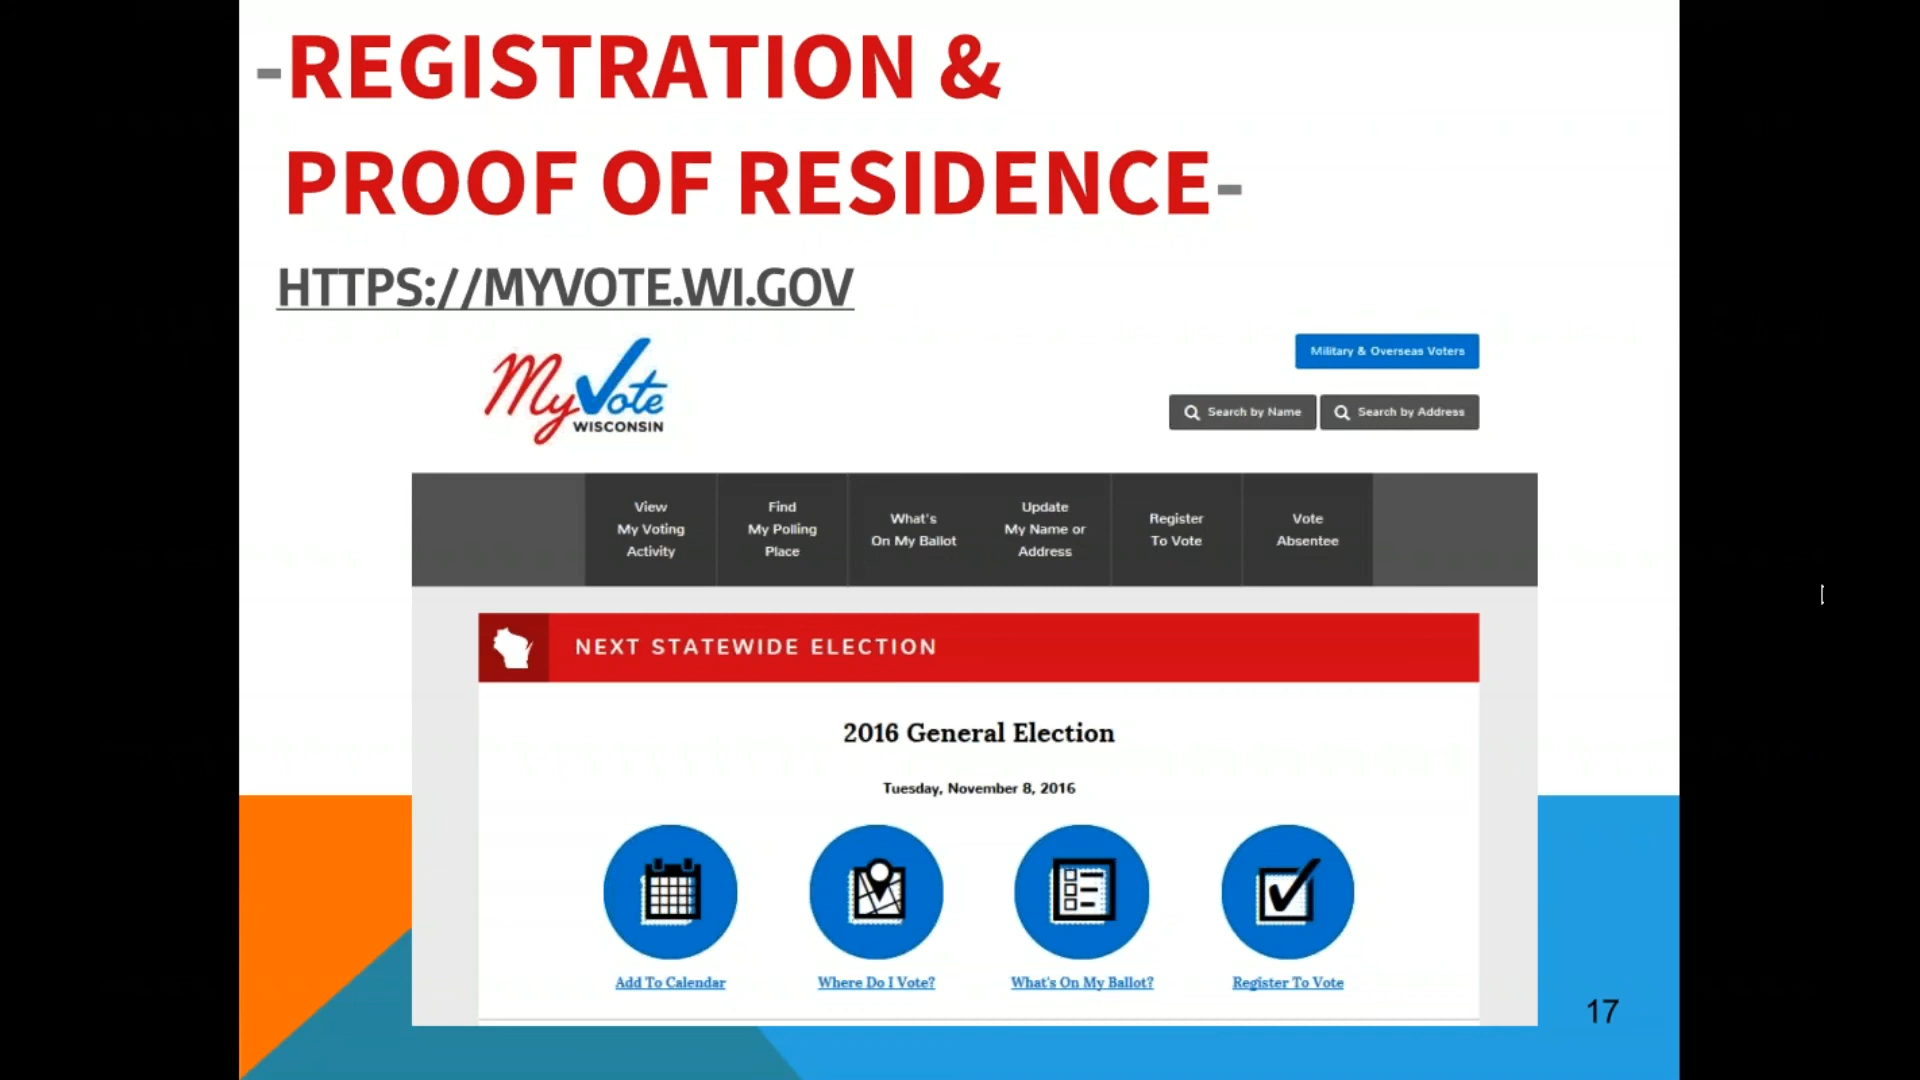 -REGISTRATION &
PROOF OF RESIDENCE-
HTTPS://MYVOTE.WI.GOV
MyVote
WISCONSIN
Military & Overseas Voters
Search by Name
Search by Address
View
My Voting
Activity
Find
My Polling
Place
What's
On My Ballot
Update
My Name or
Address
Register
To Vote
Vote
Absentee
NEXT STATEWIDE ELECTION
2016 General Election
Tuesday, November 8, 2016
Add To Calendar
Where Do I Vote?
What's On My Ballot?
Register To Vote
17